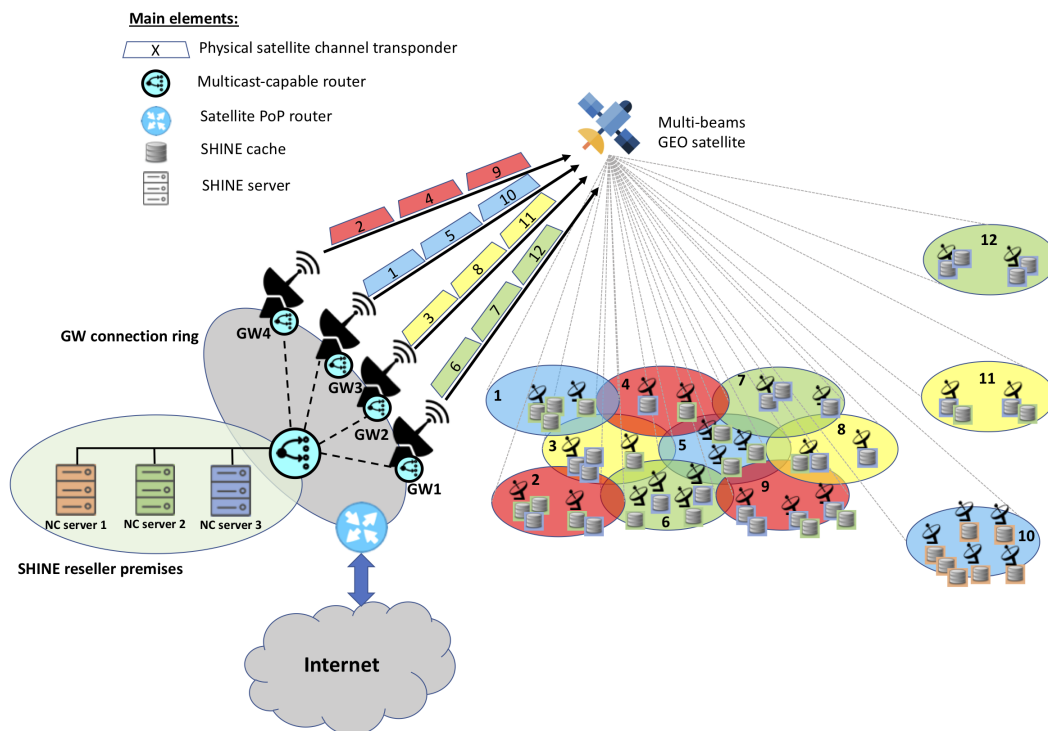 Main elements:
X
Physical satellite channel transponder
Multicast-capable router
Satellite PoP router
SHINE cache
SHINE server
Multi-beams
GEO satellite
2
4
9
1
5
10
3
8
11
6
7
12
GW connection ring
GW4
GW3
GW2
GW1
NC server 1
NC server 2
NC server 3
SHINE reseller premises
Internet
12
11
10
1
4
7
3
5
8
2
6
9